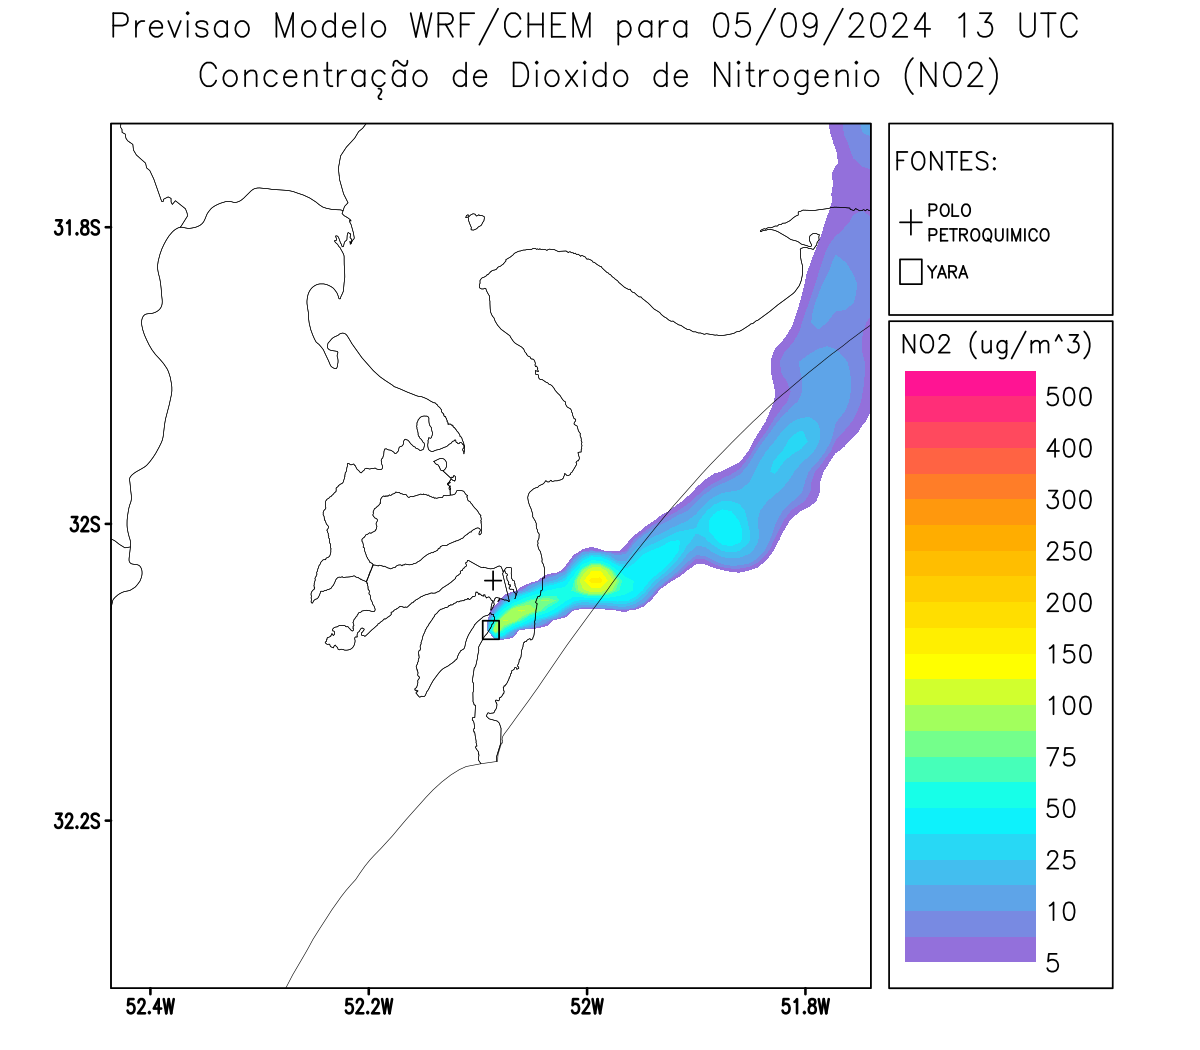 Previsao Modelo WRF/CHEM para 05/09/2024 13 UTC
Concentração de Dioxido de Nitrogenio (NO2)
FONTES:
POLO
PETROQUIMICO
YARA
31.8S
32S
32.2S
52.4W
52.2W
52W
51.8W
NO2 (ug/m^3)
500
400
300
250
200
150
100
75
50
25
10
5